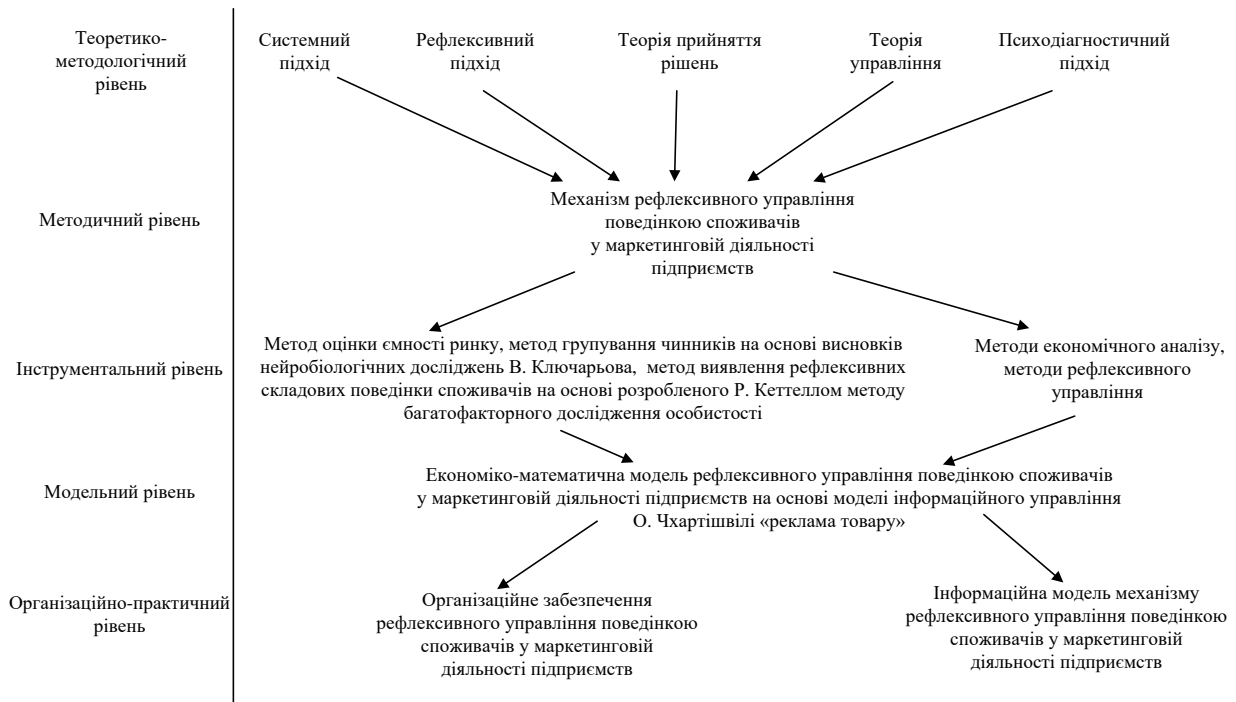 Теоретико-
методологічний
рівень
Системний
підхід
Рефлексивний
підхід
Теорія прийняття
рішень
Теорія
управління
Психодіагностичний
підхід
Методичний рівень
Механізм рефлексивного управління
поведінкою споживачів
у маркетинговій діяльності
підприємств
Інструментальний рівень
Метод оцінки ємності ринку, метод групування чинників на основі висновків
нейробіологічних досліджень В. Ключарьова, метод виявлення рефлексивних
складових поведінки споживачів на основі розробленого Р. Кеттеллом методу
багатофакторного дослідження особистості
Методи економічного аналізу,
методи рефлексивного
управління
Модельний рівень
Економіко-математична модель рефлексивного управління поведінкою споживачів
у маркетинговій діяльності підприємств на основі моделі інформаційного управління
О. Чхартішвілі «реклама товару»
Організаційно-практичний
рівень
Організаційне забезпечення
рефлексивного управління поведінкою
споживачів у маркетинговій
діяльності підприємств
Інформаційна модель механізму
рефлексивного управління поведінкою
споживачів у маркетинговій
діяльності підприємств